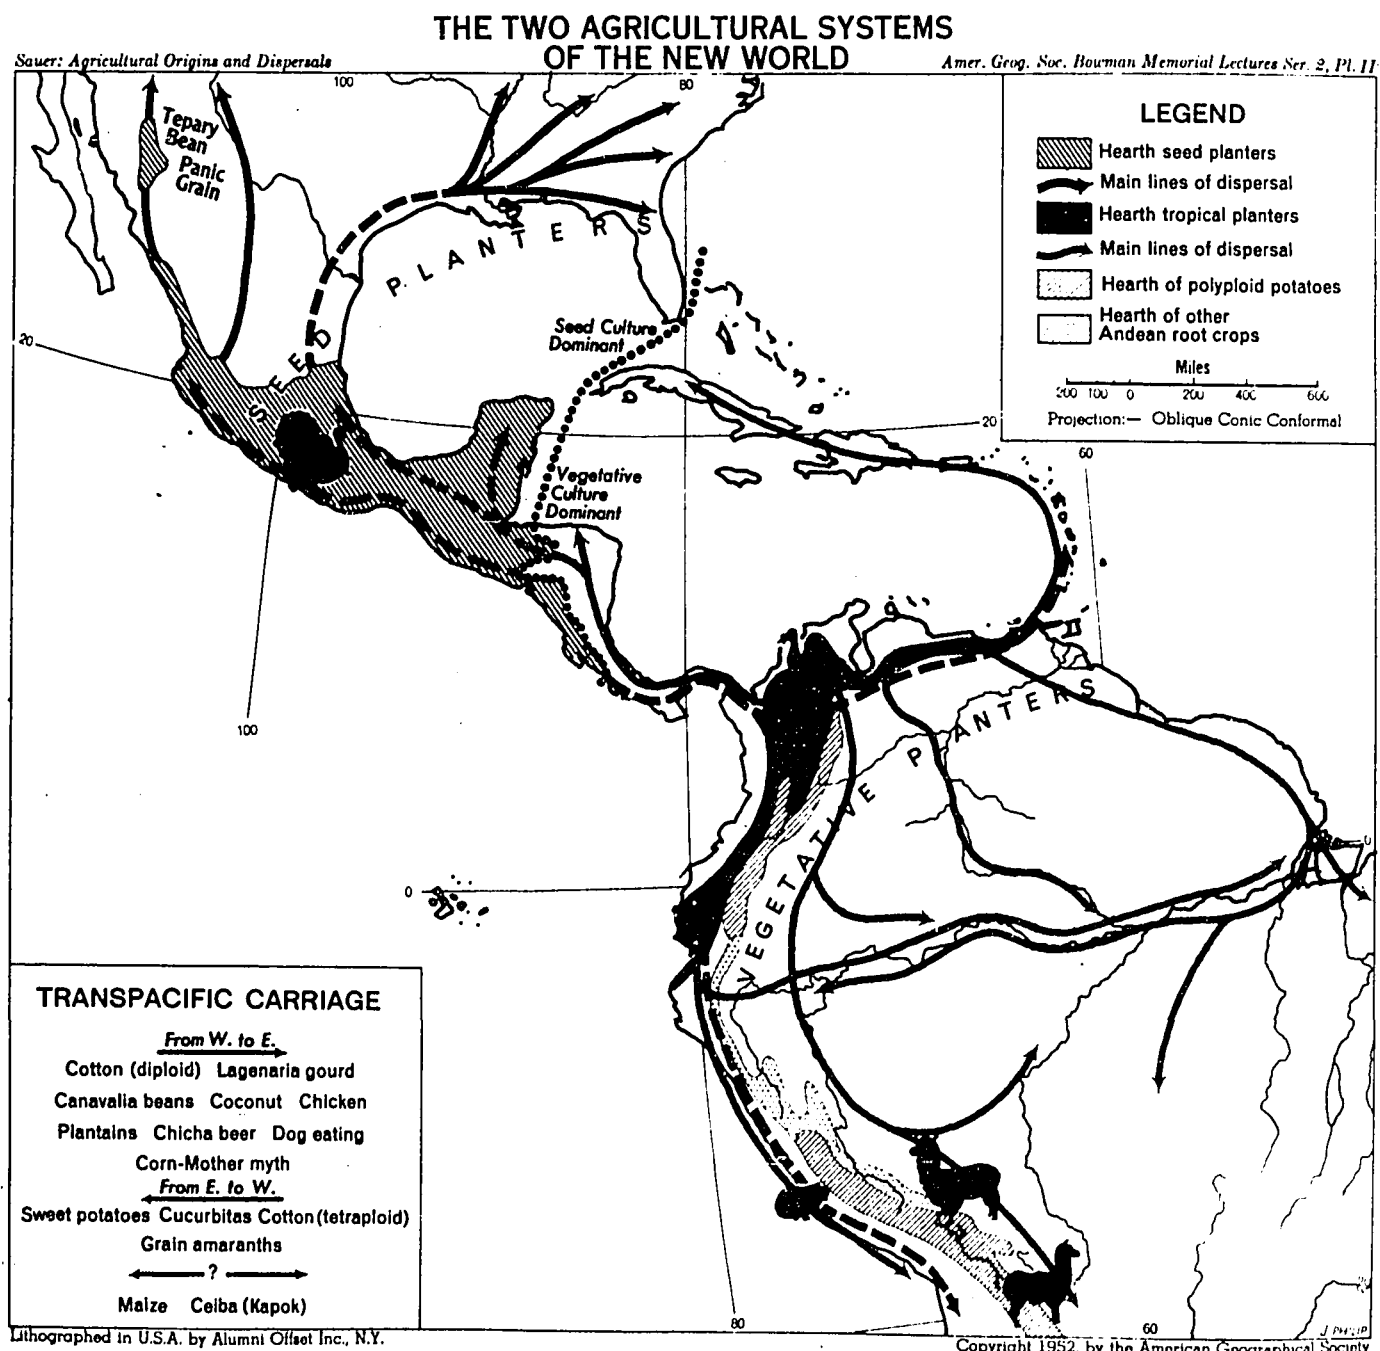 THE TWO AGRICULTURAL SYSTEMS
OF THE NEW WORLD
Sauer: Agricultural Origins and Dispersals
Amer. Geog. Soc. Bowman Memorial Lectures Ser. 2, Pl. II
100
80
Tepary
Bean
Panic
Grain
LEGEND
Hearth seed planters
Main lines of dispersal
Hearth tropical planters
Main lines of dispersal
Hearth of polyploid potatoes
Hearth of other
Andean root crops
Miles
200 100 0 200 400 600
Projection:— Oblique Conic Conformal
SEED PLANTERS
20
Seed Culture
Dominant
20
60
Vegetative
Culture
Dominant
100
VEGETATIVE PLANTERS
0
0
TRANSPACIFIC CARRIAGE
From W. to E.
Cotton (diploid) Lagenaria gourd
Canavalia beans Coconut Chicken
Plantains Chicha beer Dog eating
Corn-Mother myth
From E. to W.
Sweet potatoes Cucurbitas Cotton (tetraploid)
Grain amaranths
?
Maize Ceiba (Kapok)
80
60
J. PHILIP
Lithographed in U.S.A. by Alumni Offset Inc., N.Y.
Copyright 1952, by the American Geographical Society